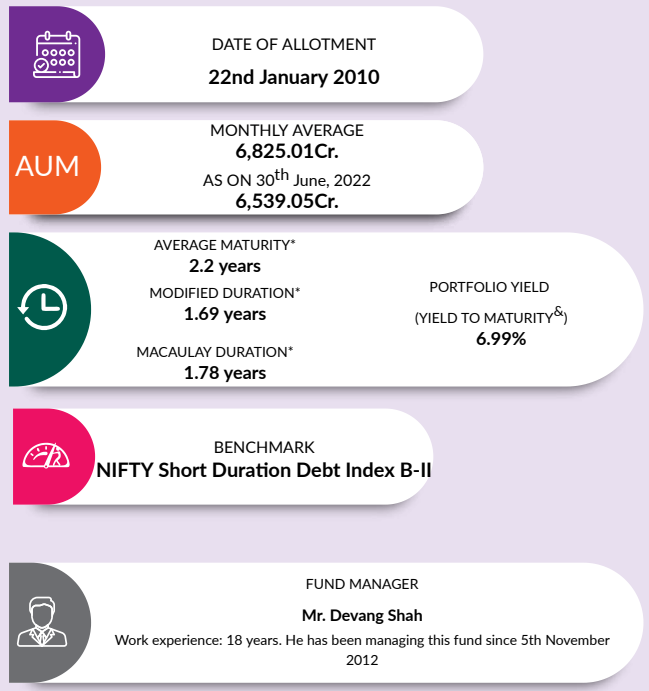 DATE OF ALLOTMENT
22nd January 2010
AUM
MONTHLY AVERAGE
6,825.01Cr.
AS ON 30th June, 2022
6,539.05Cr.
AVERAGE MATURITY*
2.2 years
MODIFIED DURATION*
1.69 years
MACAULAY DURATION*
1.78 years
PORTFOLIO YIELD
(YIELD TO MATURITY&)
6.99%
BENCHMARK
NIFTY Short Duration Debt Index B-II
FUND MANAGER
Mr. Devang Shah
Work experience: 18 years. He has been managing this fund since 5th November
2012